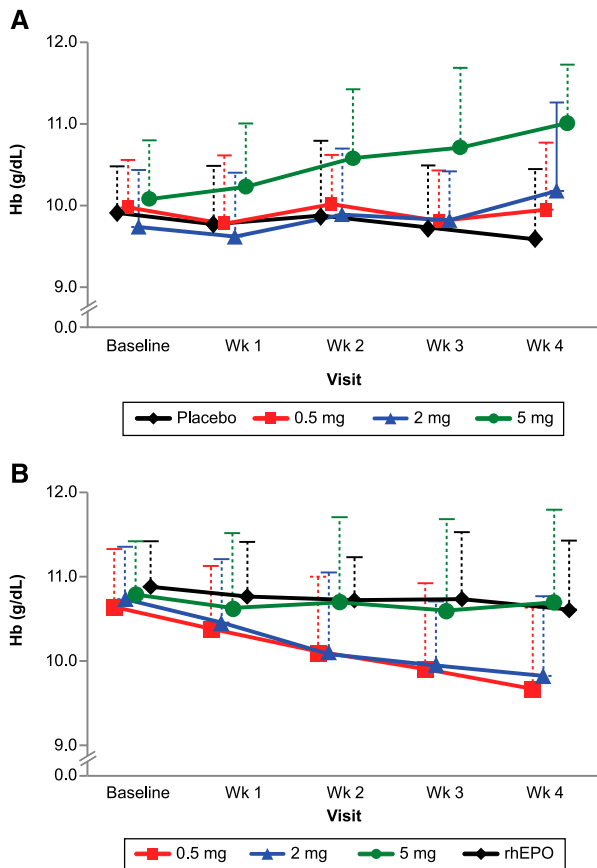 A
12.0
11.0
Hb (g/dL)
10.0
9.0
0.0
Baseline Wk 1 Wk 2 Wk 3 Wk 4
Visit
Placebo 0.5 mg 2 mg 5 mg
B
12.0
11.0
Hb (g/dL)
10.0
9.0
0.0
Baseline Wk 1 Wk 2 Wk 3 Wk 4
Visit
0.5 mg 2 mg 5 mg rhEPO